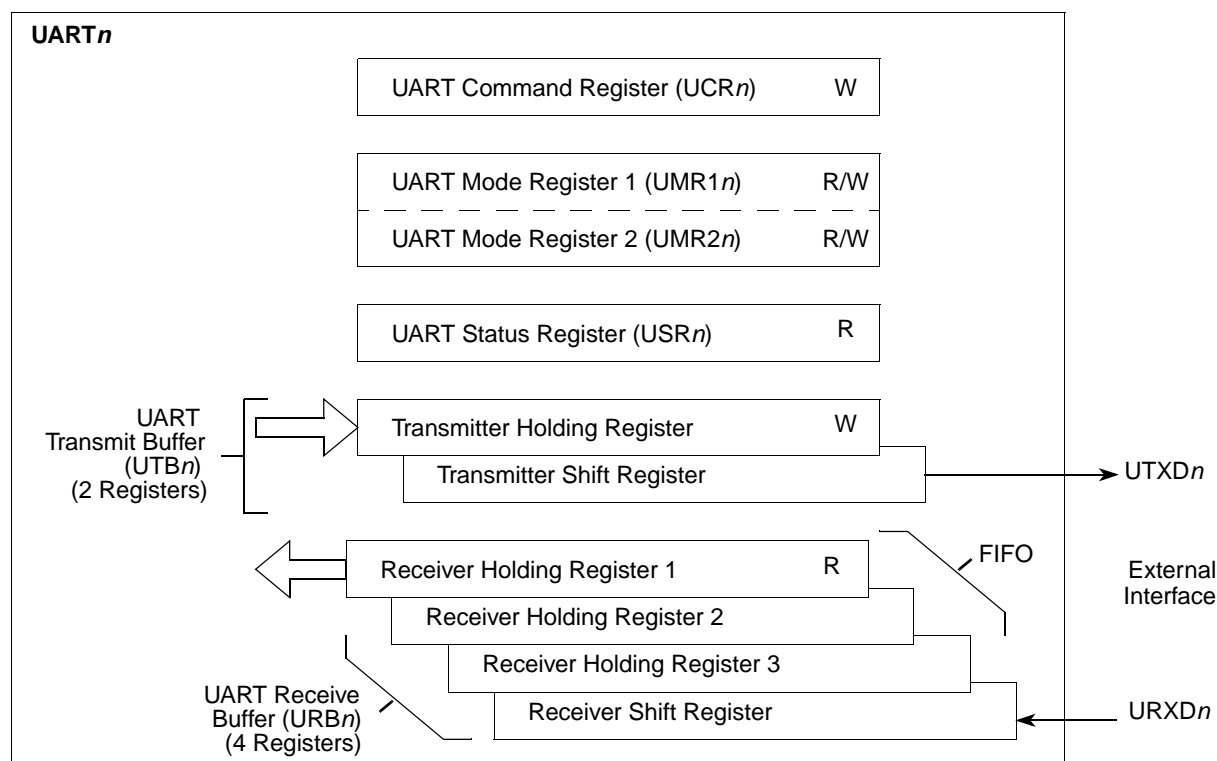 UARTn
UART Command Register (UCRn) W
UART Mode Register 1 (UMR1n) R/W
UART Mode Register 2 (UMR2n) R/W
UART Status Register (USRn) R
UART
Transmit Buffer
(UTBn)
(2 Registers)
Transmitter Holding Register W
Transmitter Shift Register
UTXDn
Receiver Holding Register 1 R
FIFO
External
Interface
Receiver Holding Register 2
Receiver Holding Register 3
UART Receive
Buffer (URBn)
(4 Registers)
Receiver Shift Register
URXDn